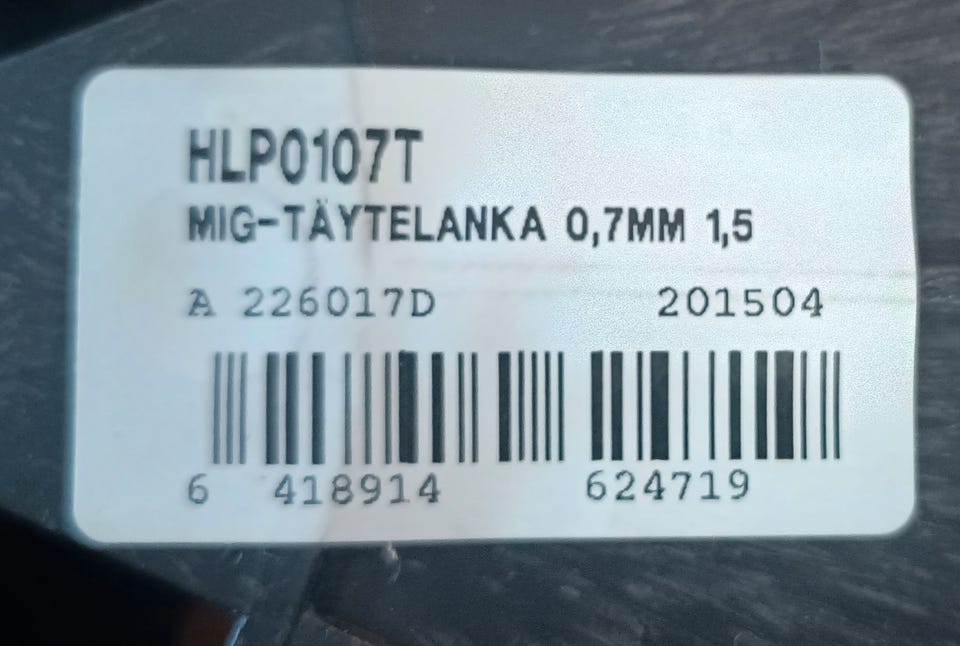 HLP0107T
MIG-TÄYTELANKA 0,7MM 1,5
A 226017D 201504
6 418914 624719